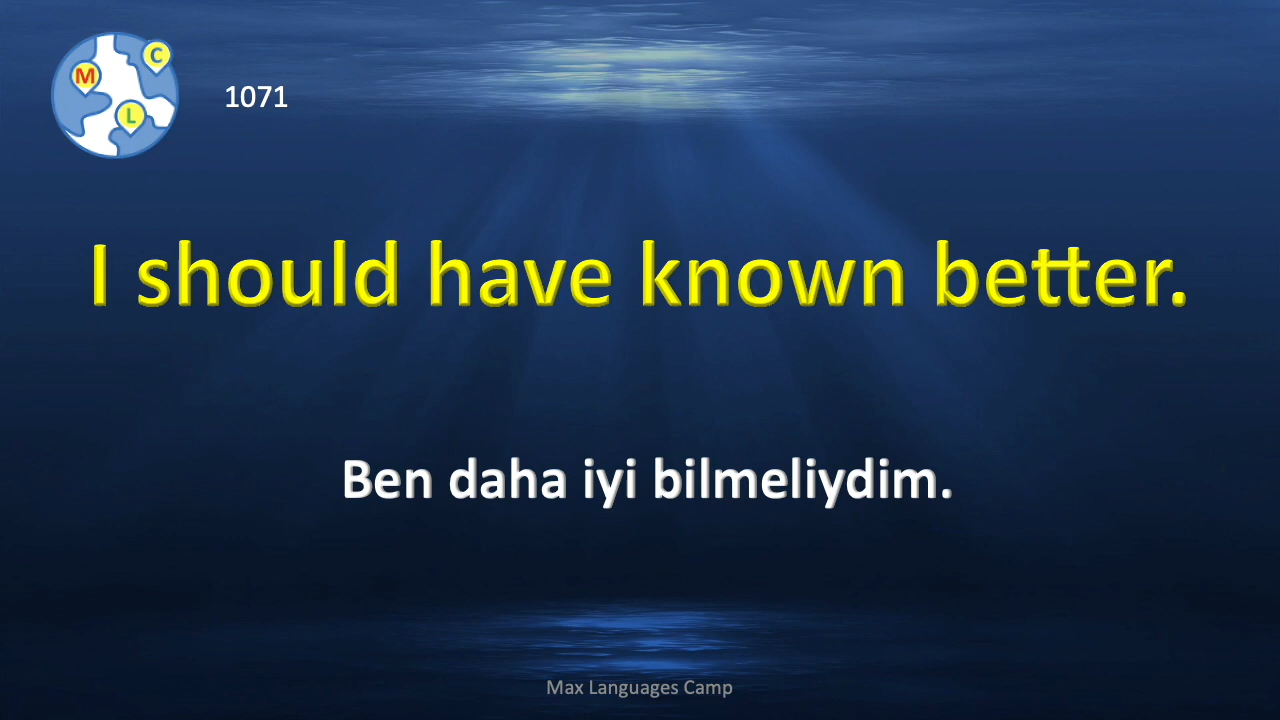 C
M
L
1071
I should have known better.
Ben daha iyi bilmeliydim.
Max Languages Camp